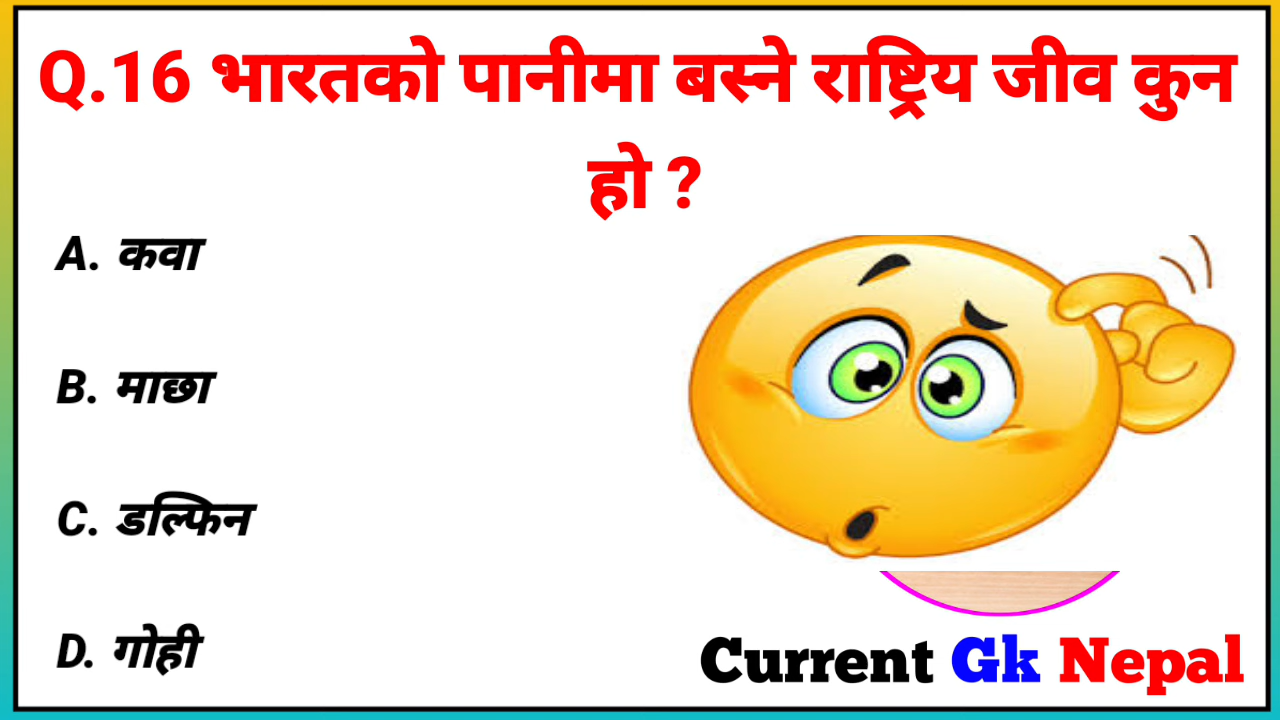 Q.16 भारतको पानीमा बस्ने राष्ट्रिय जीव कुन
हो ?
A. कवा
B. माछा
C. डल्फिन
D. गोही
Current Gk Nepal